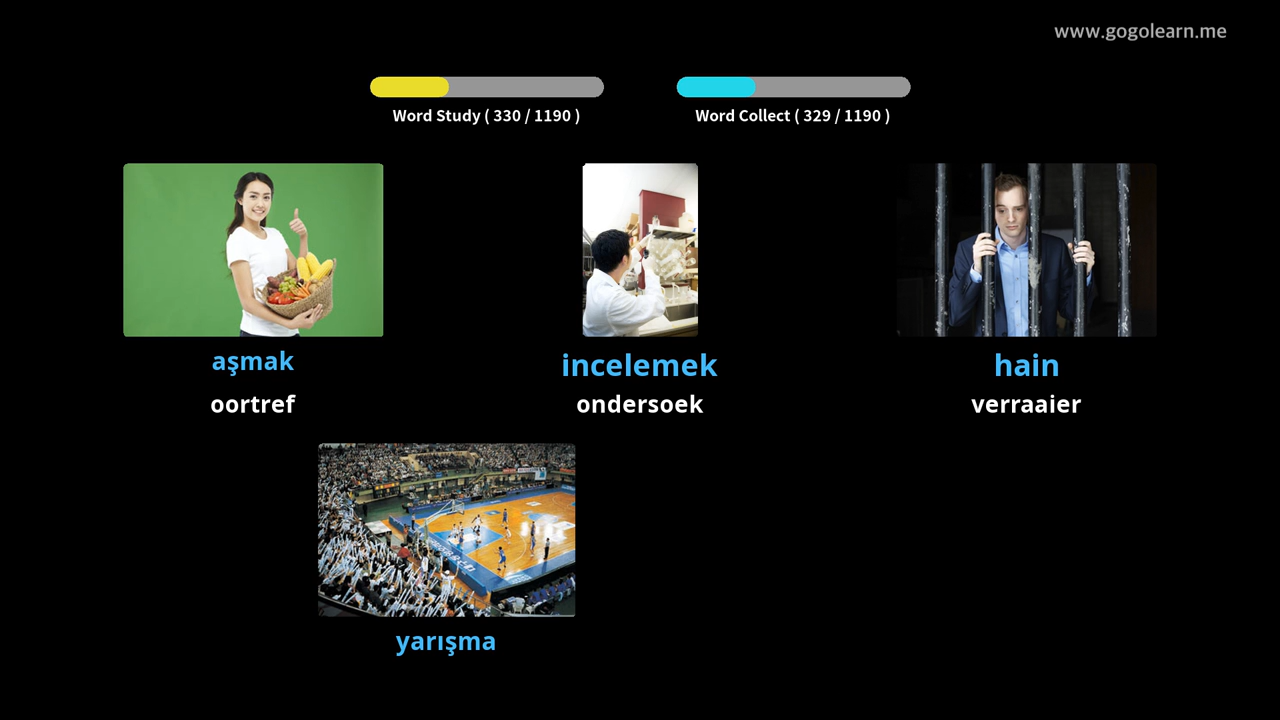 www.gogolearn.me
Word Study ( 330 / 1190 )
Word Collect ( 329 / 1190 )
aşmak
incelemek
hain
oortref
ondersoek
verraaier
yarışma